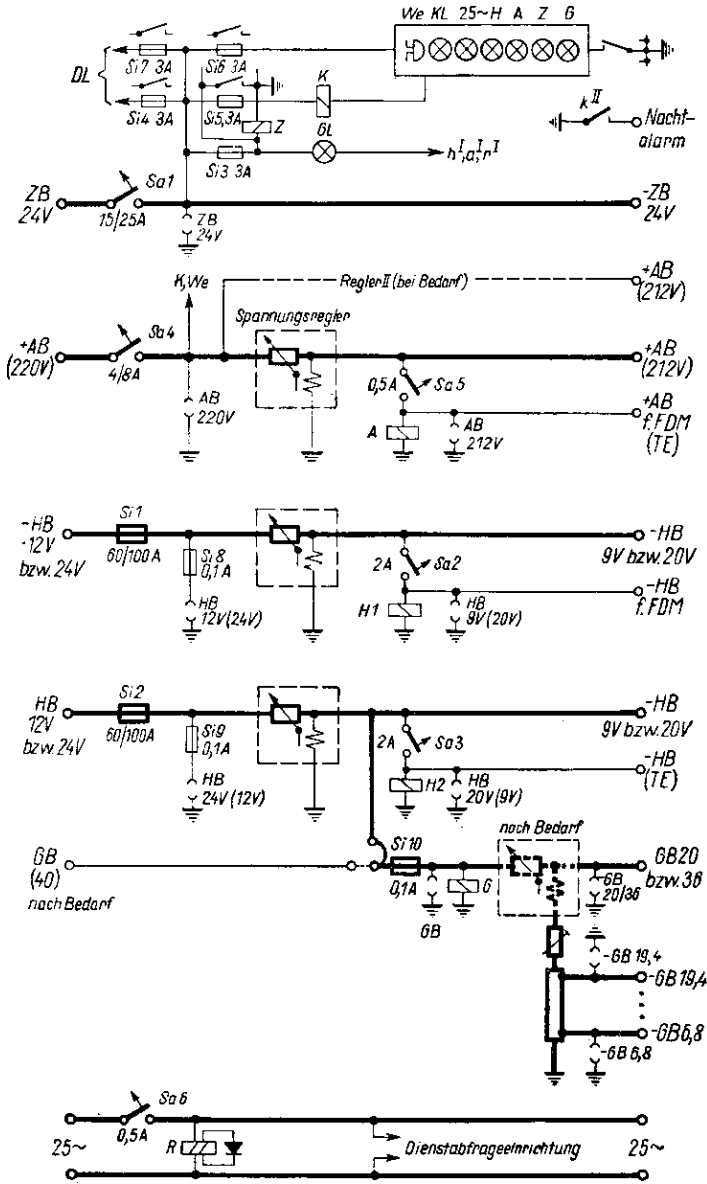 We KL 25~ H A Z G
DL
Si7 3A
Si6 3A
K
Si4 3A
Si5, 3A
Z
GL
k II
Nacht-
alarm
Si3 3A
h I, a I, r I
ZB
24V
Sa1
15/25A
ZB
24V
-ZB
24V
K, We
Regler II (bei Bedarf)
+AB
(212V)
Spannungsregler
+AB
(220V)
Sa4
4/8A
+AB
(212V)
AB
220V
0,5A
Sa5
A
AB
212V
+AB
f. FDM
(TE)
-HB
-12V
bzw. 24V
Si1
60/100A
Si8
0,1A
HB
12V (24V)
2A
Sa2
H1
HB
9V (20V)
-HB
9V bzw. 20V
-HB
f. FDM
HB
12V
bzw. 24V
Si2
60/100A
Si9
0,1A
HB
24V (12V)
2A
Sa3
H2
HB
20V (9V)
-HB
9V bzw. 20V
-HB
(TE)
nach Bedarf
GB
(40)
nach Bedarf
Si10
0,1A
GB
G
GB
20/36
GB20
bzw. 36
-GB 19,4
-GB 19,4
-GB 6,8
-GB 6,8
25~
Sa6
0,5A
R
Dienstabfrageeinrichtung
25~